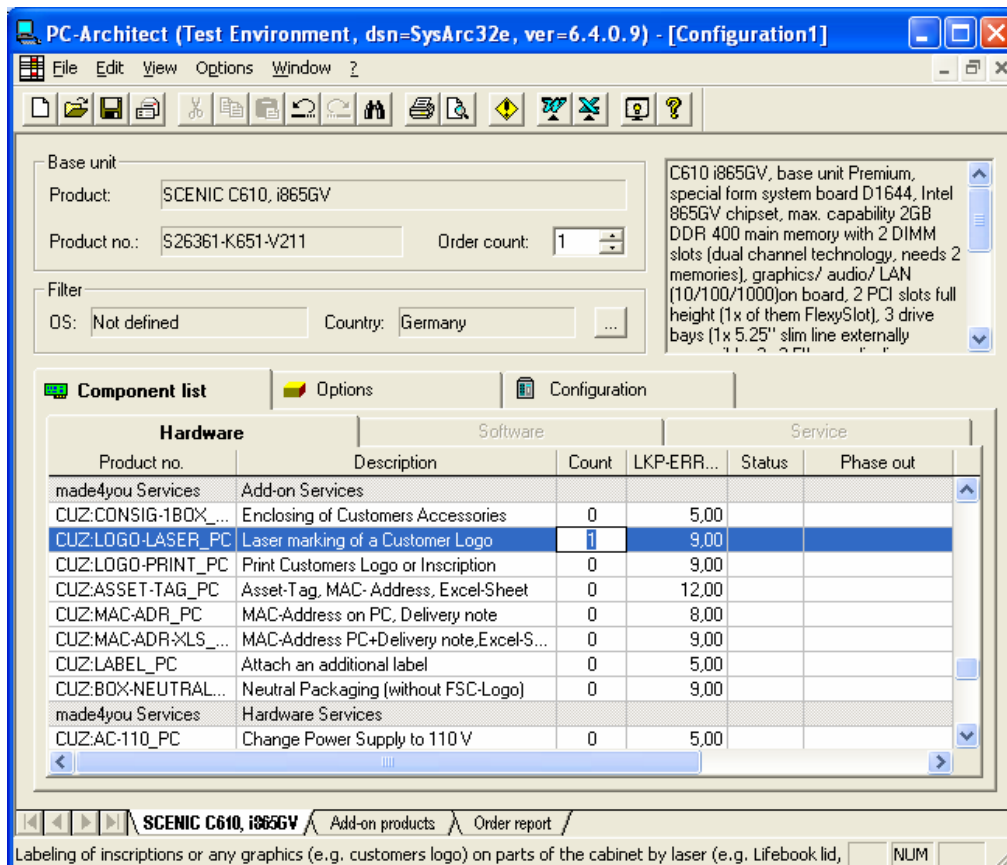 PC-Architect (Test Environment, dsn=SysArc32e, ver=6.4.0.9) - [Configuration1]
File Edit View Options Window ?
Base unit
Product: SCENIC C610, i865GV
Product no.: S26361-K651-V211 Order count: 1
Filter
OS: Not defined Country: Germany ...
C610 i865GV, base unit Premium,
special form system board D1644, Intel
865GV chipset, max. capability 2GB
DDR 400 main memory with 2 DIMM
slots (dual channel technology, needs 2
memories), graphics/ audio/ LAN
(10/100/1000)on board, 2 PCI slots full
height (1x of them FlexySlot), 3 drive
bays (1x 5.25" slim line externally
Component list Options Configuration
Hardware Software Service
Product no. Description Count LKP-ERR... Status Phase out
made4you Services Add-on Services
CUZ:CONSIG-1BOX_... Enclosing of Customers Accessories 0 5,00
CUZ:LOGO-LASER_PC Laser marking of a Customer Logo 1 9,00
CUZ:LOGO-PRINT_PC Print Customers Logo or Inscription 0 9,00
CUZ:ASSET-TAG_PC Asset-Tag, MAC- Address, Excel-Sheet 0 12,00
CUZ:MAC-ADR_PC MAC-Address on PC, Delivery note 0 8,00
CUZ:MAC-ADR-XLS_... MAC-Address PC+Delivery note,Excel-S... 0 9,00
CUZ:LABEL_PC Attach an additional label 0 5,00
CUZ:BOX-NEUTRAL... Neutral Packaging (without FSC-Logo) 0 9,00
made4you Services Hardware Services
CUZ:AC-110_PC Change Power Supply to 110 V 0 5,00
SCENIC C610, i865GV Add-on products Order report
Labeling of inscriptions or any graphics (e.g. customers logo) on parts of the cabinet by laser (e.g. Lifebook lid, NUM